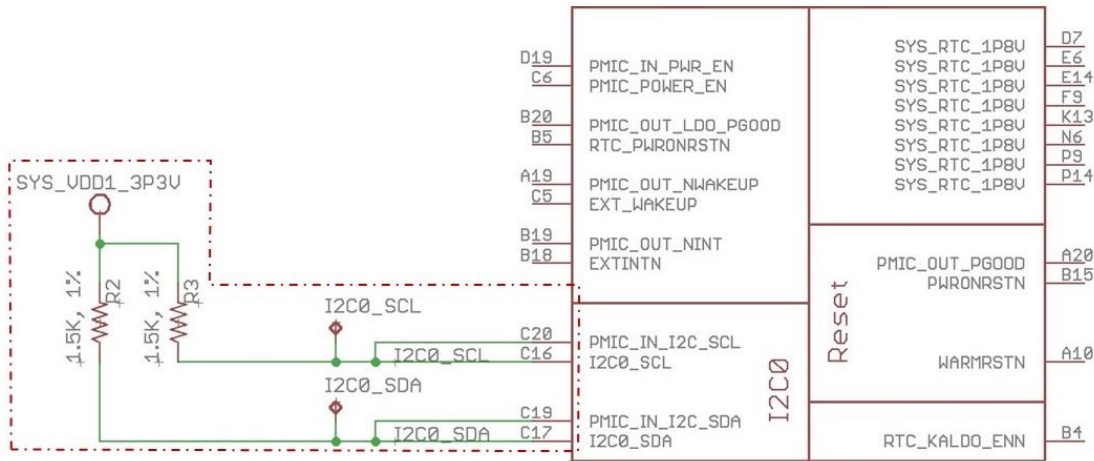 D19 PMIC_IN_PWR_EN
C6 PMIC_POWER_EN
B20 PMIC_OUT_LDO_PGOOD
B5 RTC_PWRONRSTN
A19 PMIC_OUT_NWAKEUP
C5 EXT_WAKEUP
B19 PMIC_OUT_NINT
B18 EXTINTN
SYS_RTC_1P8V D7
SYS_RTC_1P8V E6
SYS_RTC_1P8V E14
SYS_RTC_1P8V F9
SYS_RTC_1P8V K13
SYS_RTC_1P8V N6
SYS_RTC_1P8V P9
SYS_RTC_1P8V P14
SYS_VDD1_3P3V
1.5K, 1%
R2
1.5K, 1%
R3
I2C0_SCL
I2C0_SCL
C20 PMIC_IN_I2C_SCL
C16 I2C0_SCL
I2C0_SDA
I2C0_SDA
C19 PMIC_IN_I2C_SDA
C17 I2C0_SDA
I2C0
Reset
PMIC_OUT_PGOOD A20
PWRONRSTN B15
WARMRSTN A10
RTC_KALDO_ENN B4